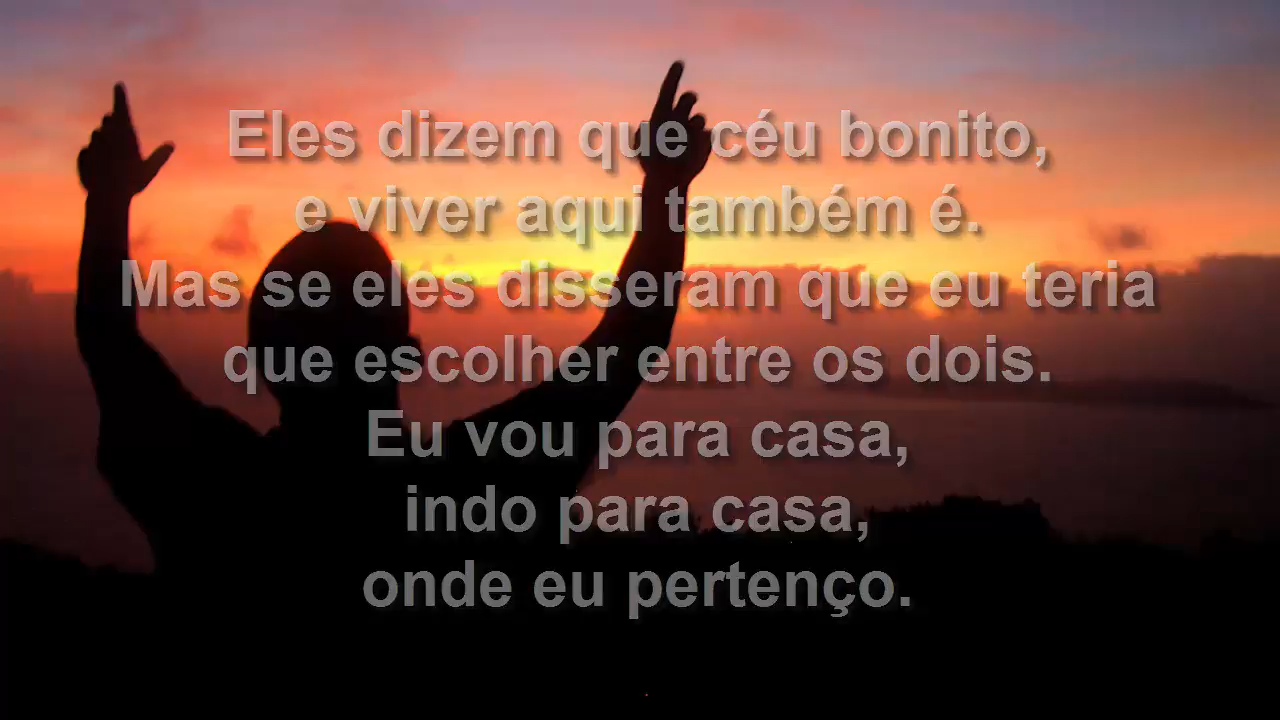 Eles dizem que céu bonito,
e viver aqui também é.
Mas se eles disseram que eu teria
que escolher entre os dois.
Eu vou para casa,
indo para casa,
onde eu pertenço.